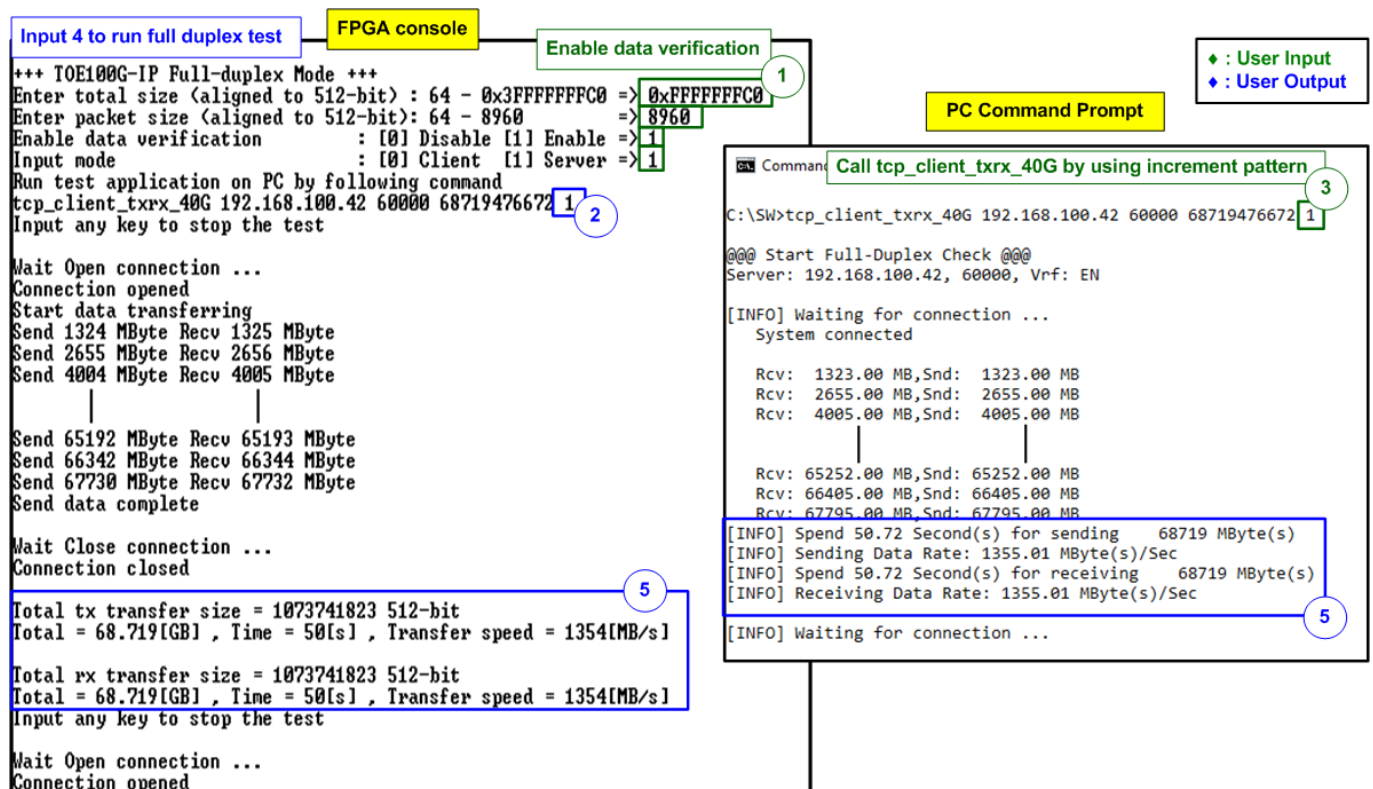 Input 4 to run full duplex test
FPGA console
Enable data verification
1
+++ TOE100G-IP Full-duplex Mode +++
Enter total size (aligned to 512-bit) : 64 - 0x3FFFFFFFC0 => 0xFFFFFFFC0
Enter packet size (aligned to 512-bit): 64 - 8960 => 8960
Enable data verification : [0] Disable [1] Enable => 1
Input mode : [0] Client [1] Server => 1
Run test application on PC by following command
tcp_client_txrx_40G 192.168.100.42 60000 68719476672 1
2
Input any key to stop the test
Wait Open connection ...
Connection opened
Start data transferring
Send 1324 MByte Recv 1325 MByte
Send 2655 MByte Recv 2656 MByte
Send 4004 MByte Recv 4005 MByte
Send 65192 MByte Recv 65193 MByte
Send 66342 MByte Recv 66344 MByte
Send 67730 MByte Recv 67732 MByte
Send data complete
Wait Close connection ...
Connection closed
5
Total tx transfer size = 1073741823 512-bit
Total = 68.719[GB] , Time = 50[s] , Transfer speed = 1354[MB/s]
Total rx transfer size = 1073741823 512-bit
Total = 68.719[GB] , Time = 50[s] , Transfer speed = 1354[MB/s]
Input any key to stop the test
Wait Open connection ...
Connection opened
♦ : User Input
♦ : User Output
PC Command Prompt
Call tcp_client_txrx_40G by using increment pattern
3
C:\SW>tcp_client_txrx_40G 192.168.100.42 60000 68719476672 1
@@@ Start Full-Duplex Check @@@
Server: 192.168.100.42, 60000, Vrf: EN
[INFO] Waiting for connection ...
System connected
Rcv: 1323.00 MB,Snd: 1323.00 MB
Rcv: 2655.00 MB,Snd: 2655.00 MB
Rcv: 4005.00 MB,Snd: 4005.00 MB
Rcv: 65252.00 MB,Snd: 65252.00 MB
Rcv: 66405.00 MB,Snd: 66405.00 MB
Rcv: 67795.00 MB,Snd: 67795.00 MB
[INFO] Spend 50.72 Second(s) for sending 68719 MByte(s)
[INFO] Sending Data Rate: 1355.01 MByte(s)/Sec
[INFO] Spend 50.72 Second(s) for receiving 68719 MByte(s)
[INFO] Receiving Data Rate: 1355.01 MByte(s)/Sec
5
[INFO] Waiting for connection ...